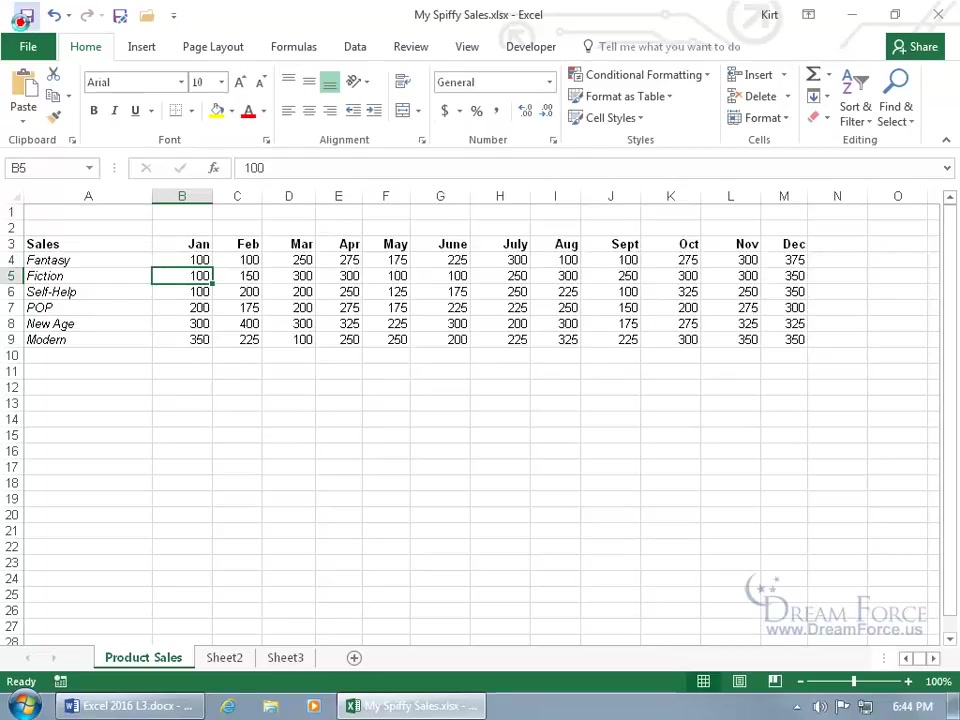 My Spiffy Sales.xlsx - Excel
Kirt
File Home Insert Page Layout Formulas Data Review View Developer Tell me what you want to do Share
Paste
Arial 10
B I U A
General
$ % ,
Conditional Formatting
Format as Table
Cell Styles
Insert
Delete
Format
Sort & Filter
Find & Select
Clipboard Font Alignment Number Styles Cells Editing
B5 fx 100
A B C D E F G H I J K L M N O
1
2
3 Sales Jan Feb Mar Apr May June July Aug Sept Oct Nov Dec
4 Fantasy 100 100 250 275 175 225 300 100 100 275 300 375
5 Fiction 100 150 300 300 100 100 250 300 250 300 300 350
6 Self-Help 100 200 200 250 125 175 250 225 100 325 250 350
7 POP 200 175 200 275 175 225 225 250 150 200 275 300
8 New Age 300 400 300 325 225 300 200 300 175 275 325 325
9 Modern 350 225 100 250 250 200 225 325 225 300 350 350
10
11
12
13
14
15
16
17
18
19
20
21
22
23
24
25
26
27
28
DREAM FORCE
www.DreamForce.us
Product Sales Sheet2 Sheet3
Ready 100%
Excel 2016 L3.docx - ... My Spiffy Sales.xlsx - ... 6:44 PM